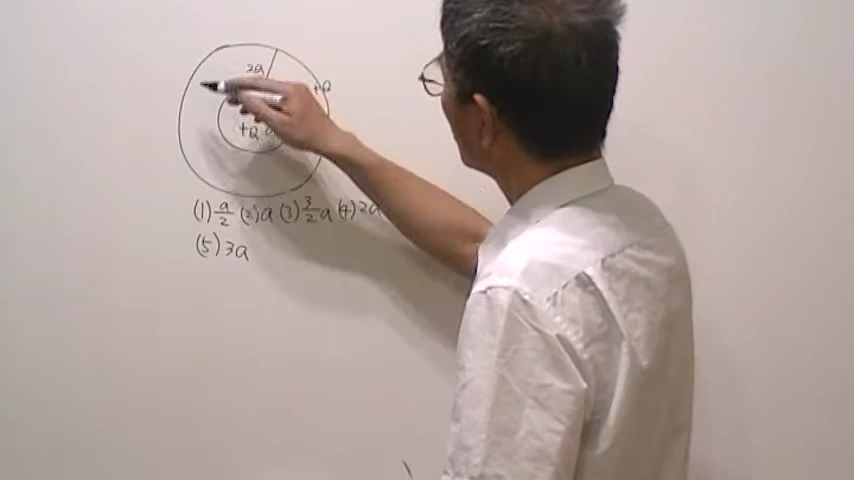 2a
+Q
+Q a
(1) a/2 (2) a (3) 3/2 a (4) 2a
(5) 3a